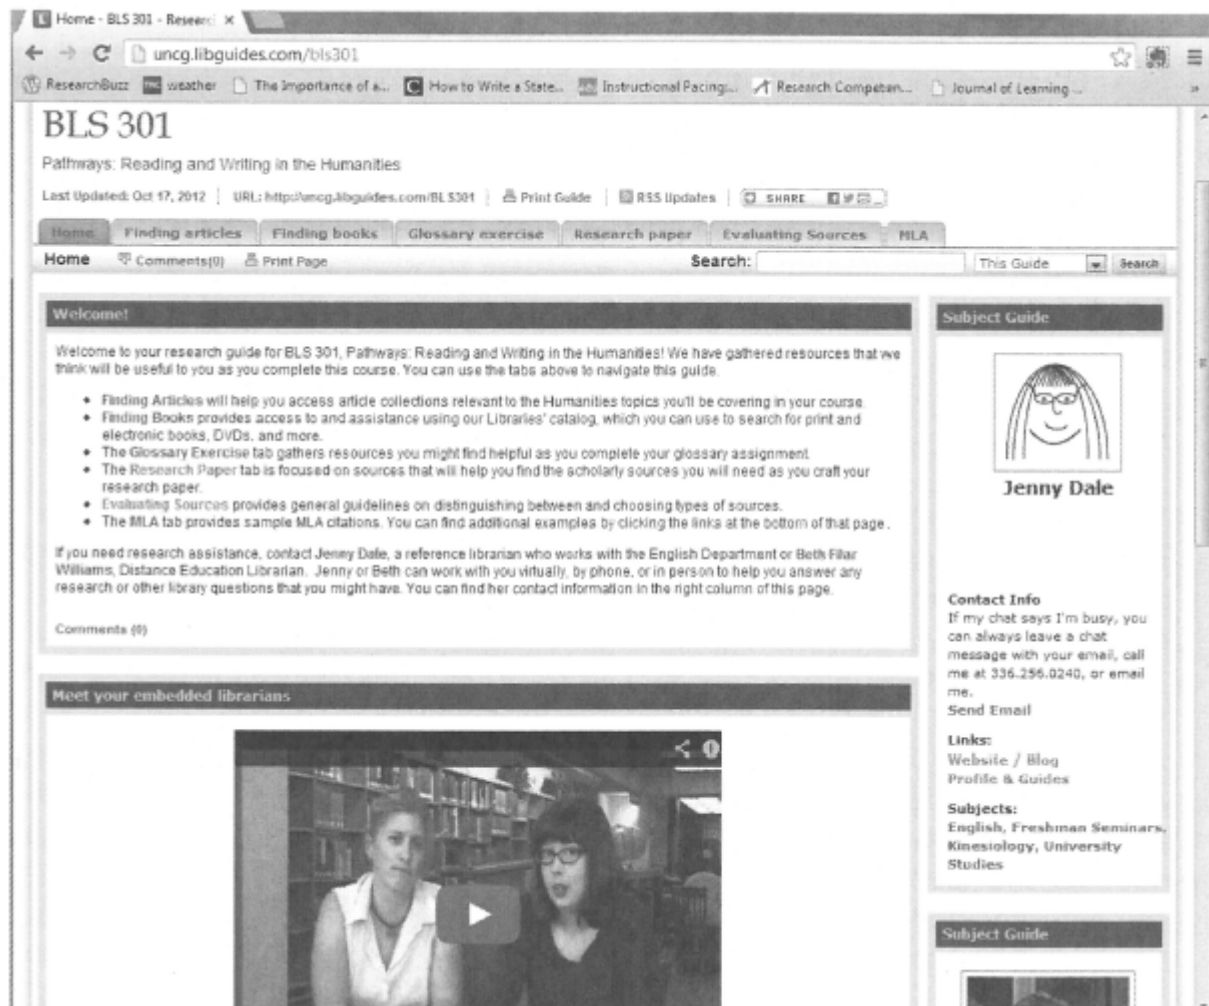 Home - BLS 301 - Researc
uncg.libguides.com/bls301
ResearchBuzz weather The Importance of a... How to Write a State... Instructional Pacing:... Research Competen... Journal of Learning ...
BLS 301
Pathways: Reading and Writing in the Humanities
Last Updated: Oct 17, 2012 URL: http://uncg.libguides.com/BLS301 Print Guide RSS Updates SHARE
Home Finding articles Finding books Glossary exercise Research paper Evaluating Sources MLA
Home Comments(0) Print Page Search: This Guide Search
Welcome!
Welcome to your research guide for BLS 301, Pathways: Reading and Writing in the Humanities! We have gathered resources that we
think will be useful to you as you complete this course. You can use the tabs above to navigate this guide.
• Finding Articles will help you access article collections relevant to the Humanities topics you'll be covering in your course.
• Finding Books provides access to and assistance using our Libraries' catalog, which you can use to search for print and
electronic books, DVDs, and more.
• The Glossary Exercise tab gathers resources you might find helpful as you complete your glossary assignment
• The Research Paper tab is focused on sources that will help you find the scholarly sources you will need as you craft your
research paper.
• Evaluating Sources provides general guidelines on distinguishing between and choosing types of sources.
• The MLA tab provides sample MLA citations. You can find additional examples by clicking the links at the bottom of that page.
If you need research assistance, contact Jenny Dale, a reference librarian who works with the English Department or Beth Filar
Williams, Distance Education Librarian. Jenny or Beth can work with you virtually, by phone, or in person to help you answer any
research or other library questions that you might have. You can find her contact information in the right column of this page.
Comments (0)
Meet your embedded librarians
Subject Guide
Jenny Dale
Contact Info
If my chat says I'm busy, you
can always leave a chat
message with your email, call
me at 336.256.0240, or email
me.
Send Email
Links:
Website / Blog
Profile & Guides
Subjects:
English, Freshman Seminars,
Kinesiology, University
Studies
Subject Guide